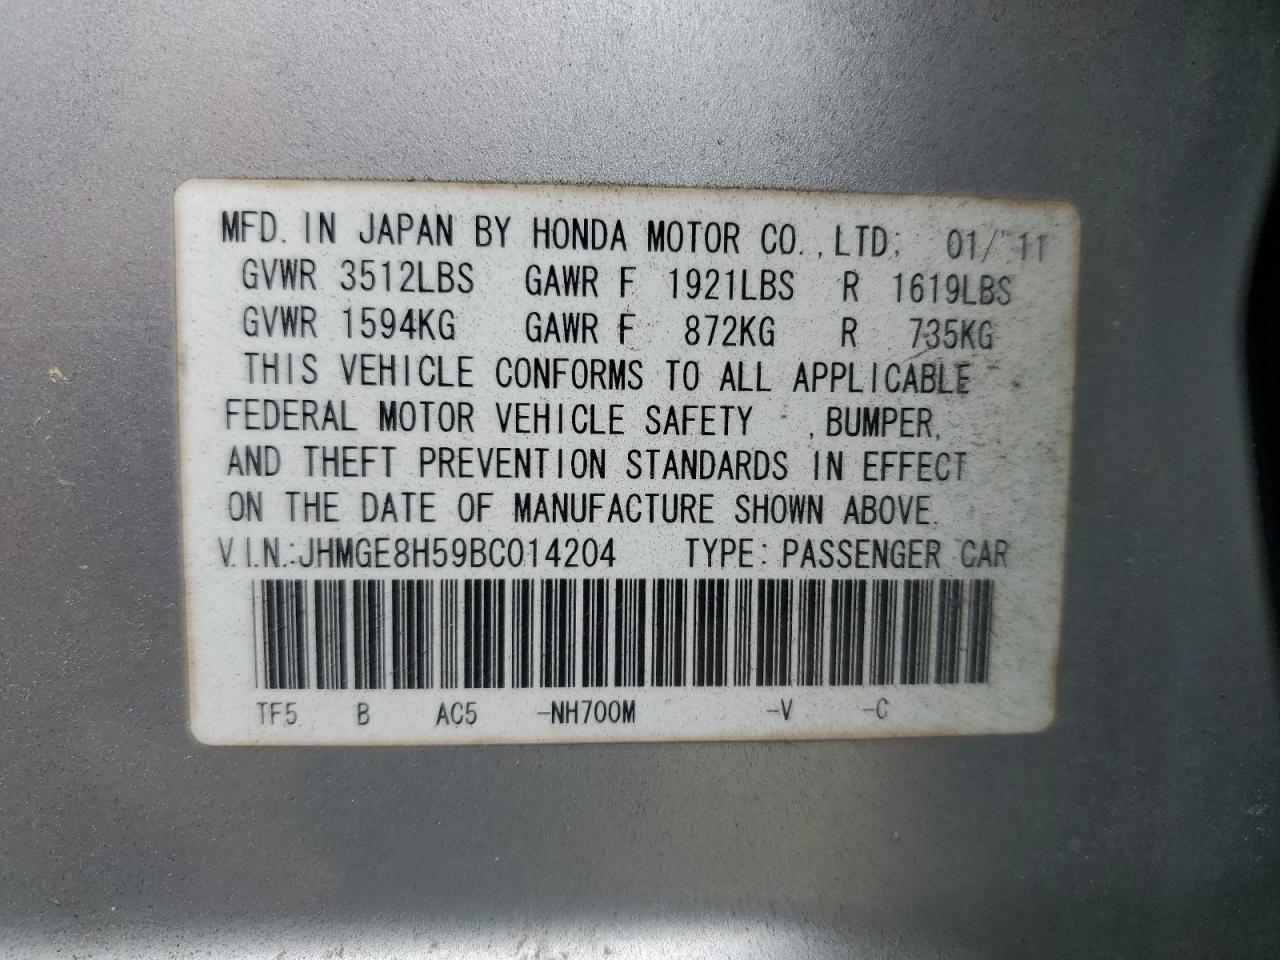 MFD. IN JAPAN BY HONDA MOTOR CO.,LTD; 01/'11
GVWR 3512LBS GAWR F 1921LBS R 1619LBS
GVWR 1594KG GAWR F 872KG R 735KG
THIS VEHICLE CONFORMS TO ALL APPLICABLE
FEDERAL MOTOR VEHICLE SAFETY , BUMPER,
AND THEFT PREVENTION STANDARDS IN EFFECT
ON THE DATE OF MANUFACTURE SHOWN ABOVE.
V.I.N.:JHMGE8H59BC014204 TYPE: PASSENGER CAR
TF5 B AC5 -NH700M -V -C